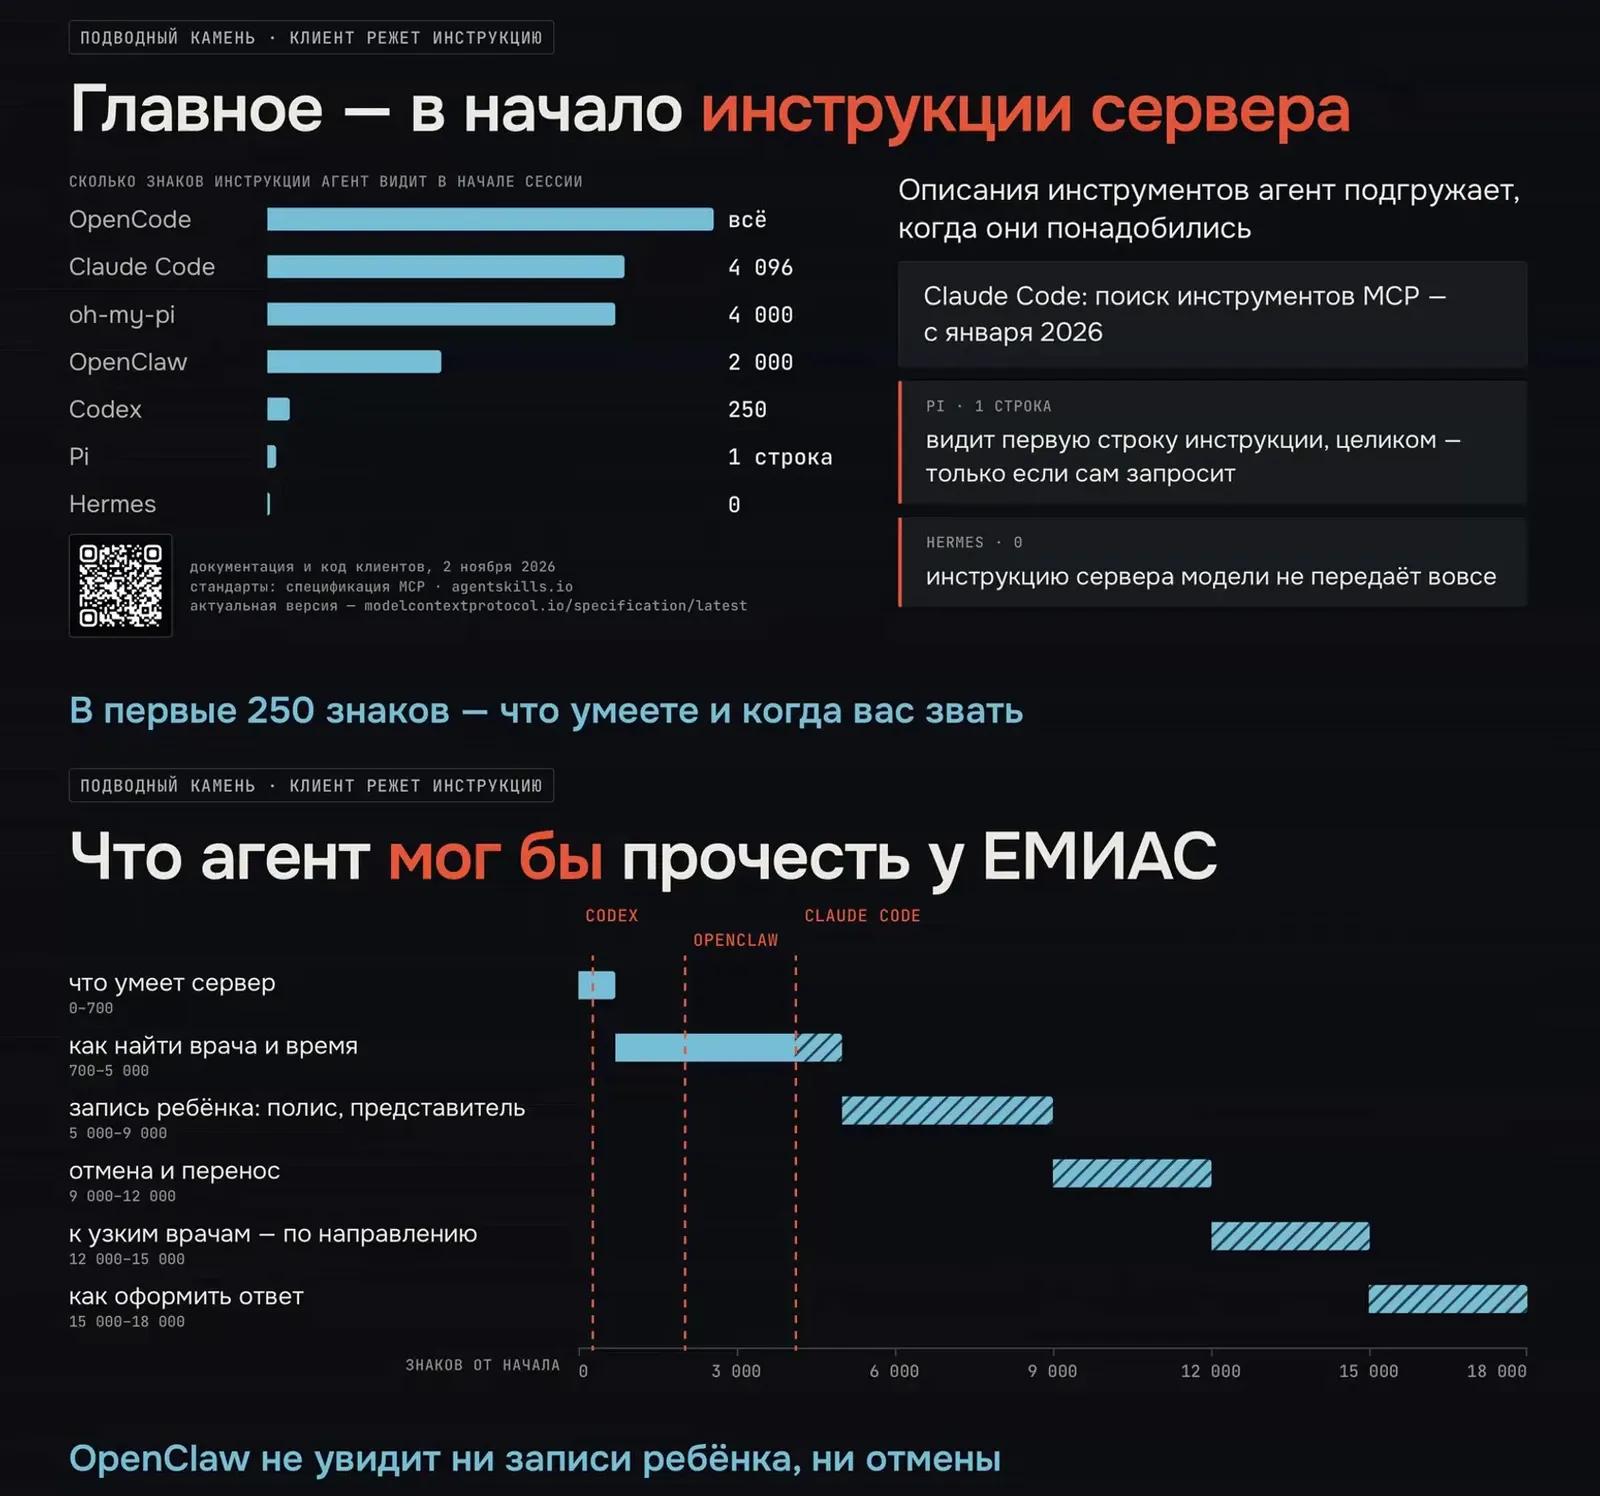 ПОДВОДНЫЙ КАМЕНЬ · КЛИЕНТ РЕЖЕТ ИНСТРУКЦИЮ
Главное — в начало инструкции сервера
СКОЛЬКО ЗНАКОВ ИНСТРУКЦИИ АГЕНТ ВИДИТ В НАЧАЛЕ СЕССИИ
OpenCode всё
Claude Code 4 096
oh-my-pi 4 000
OpenClaw 2 000
Codex 250
Pi 1 строка
Hermes 0
документация и код клиентов, 2 ноября 2026
стандарты: спецификация MCP · agentskills.io
актуальная версия — modelcontextprotocol.io/specification/latest
Описания инструментов агент подгружает,
когда они понадобились
Claude Code: поиск инструментов MCP —
с января 2026
PI · 1 СТРОКА
видит первую строку инструкции, целиком —
только если сам запросит
HERMES · 0
инструкцию сервера модели не передаёт вовсе
В первые 250 знаков — что умеете и когда вас звать
ПОДВОДНЫЙ КАМЕНЬ · КЛИЕНТ РЕЖЕТ ИНСТРУКЦИЮ
Что агент мог бы прочесть у ЕМИАС
CODEX
CLAUDE CODE
OPENCLAW
что умеет сервер
0–700
как найти врача и время
700–5 000
запись ребёнка: полис, представитель
5 000–9 000
отмена и перенос
9 000–12 000
к узким врачам — по направлению
12 000–15 000
как оформить ответ
15 000–18 000
ЗНАКОВ ОТ НАЧАЛА 0 3 000 6 000 9 000 12 000 15 000 18 000
OpenClaw не увидит ни записи ребёнка, ни отмены